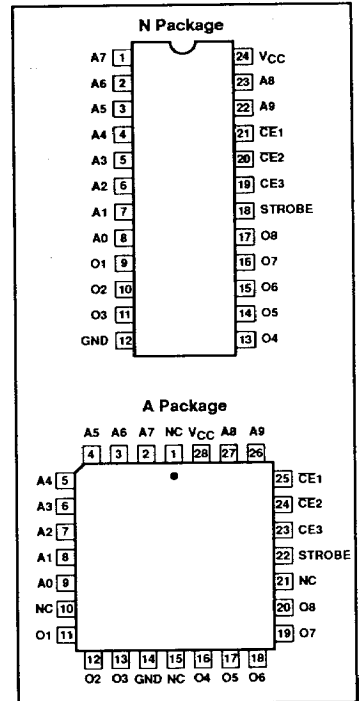 N Package
A7 1 24 VCC
A6 2 23 A8
A5 3 22 A9
A4 4 21 C̅E̅1
A3 5 20 C̅E̅2
A2 6 19 CE3
A1 7 18 STROBE
A0 8 17 O8
O1 9 16 O7
O2 10 15 O6
O3 11 14 O5
GND 12 13 O4
A Package
A5 A6 A7 NC VCC A8 A9
4 3 2 1 28 27 26
A4 5 25 C̅E̅1
A3 6 24 C̅E̅2
A2 7 23 CE3
A1 8 22 STROBE
A0 9 21 NC
NC 10 20 O8
O1 11 19 O7
12 13 14 15 16 17 18
O2 O3 GND NC O4 O5 O6